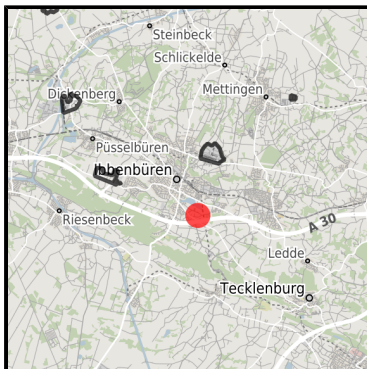 Steinbeck
Schlickelde
Mettingen
Dickenberg
Püsselbüren
Ibbenbüren
Riesenbeck
A 30
Ledde
Tecklenburg